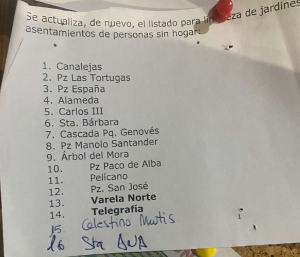 Se actualiza, de nuevo, el listado para limpieza de jardines
asentamientos de personas sin hogar:
1. Canalejas
2. Pz Las Tortugas
3. Pz España
4. Alameda
5. Carlos III
6. Sta. Bárbara
7. Cascada Pq. Genovés
8. Pz Manolo Santander
9. Árbol del Mora
10. Pz Paco de Alba
11. Pelícano
12. Pz. San José
13. Varela Norte
14. Telegrafía
15. Celestino Mutis
16 Sta ANA